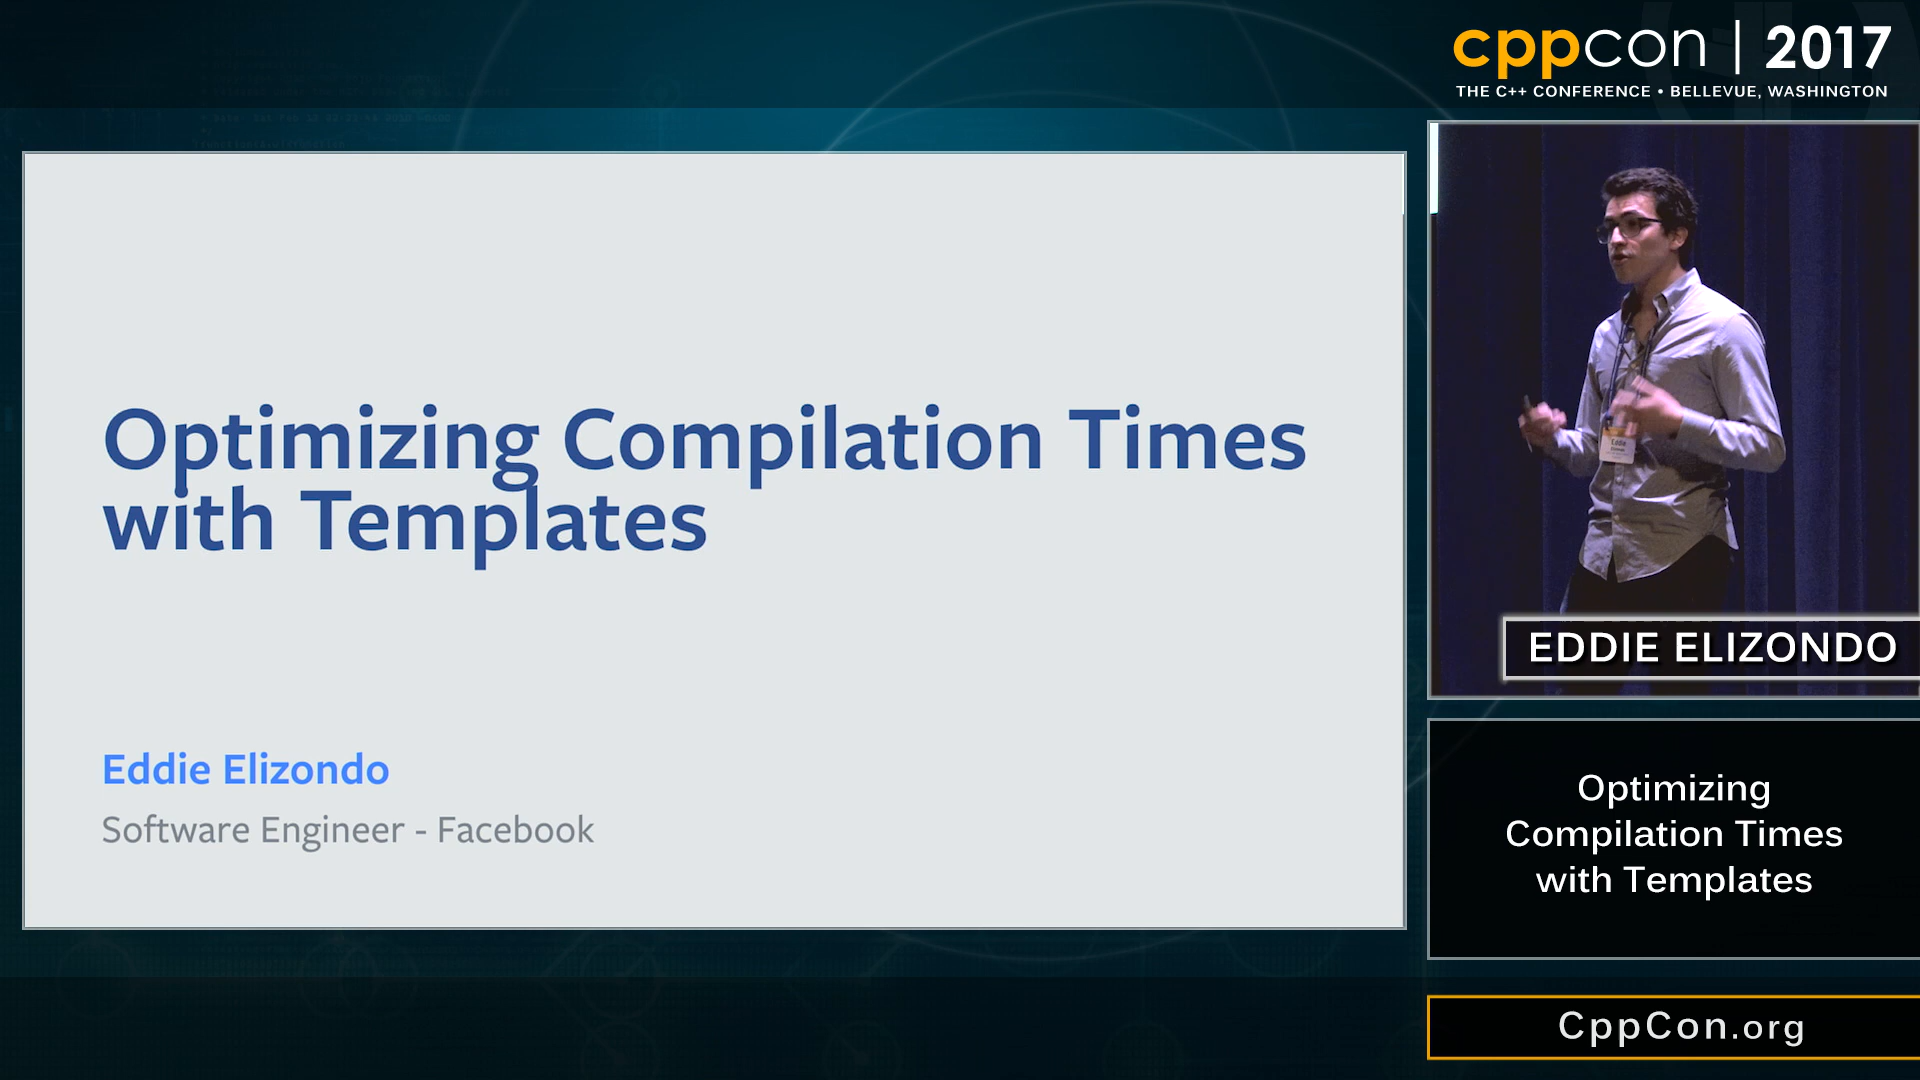 cppcon | 2017
THE C++ CONFERENCE • BELLEVUE, WASHINGTON
Optimizing Compilation Times
with Templates
Eddie Elizondo
Software Engineer - Facebook
EDDIE ELIZONDO
Optimizing
Compilation Times
with Templates
CppCon.org